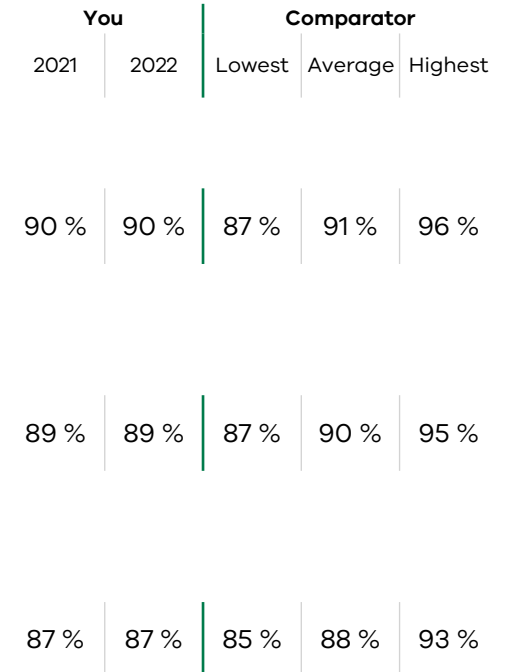 You Comparator
2021 2022 Lowest Average Highest
90 % 90 % 87 % 91 % 96 %
89 % 89 % 87 % 90 % 95 %
87 % 87 % 85 % 88 % 93 %